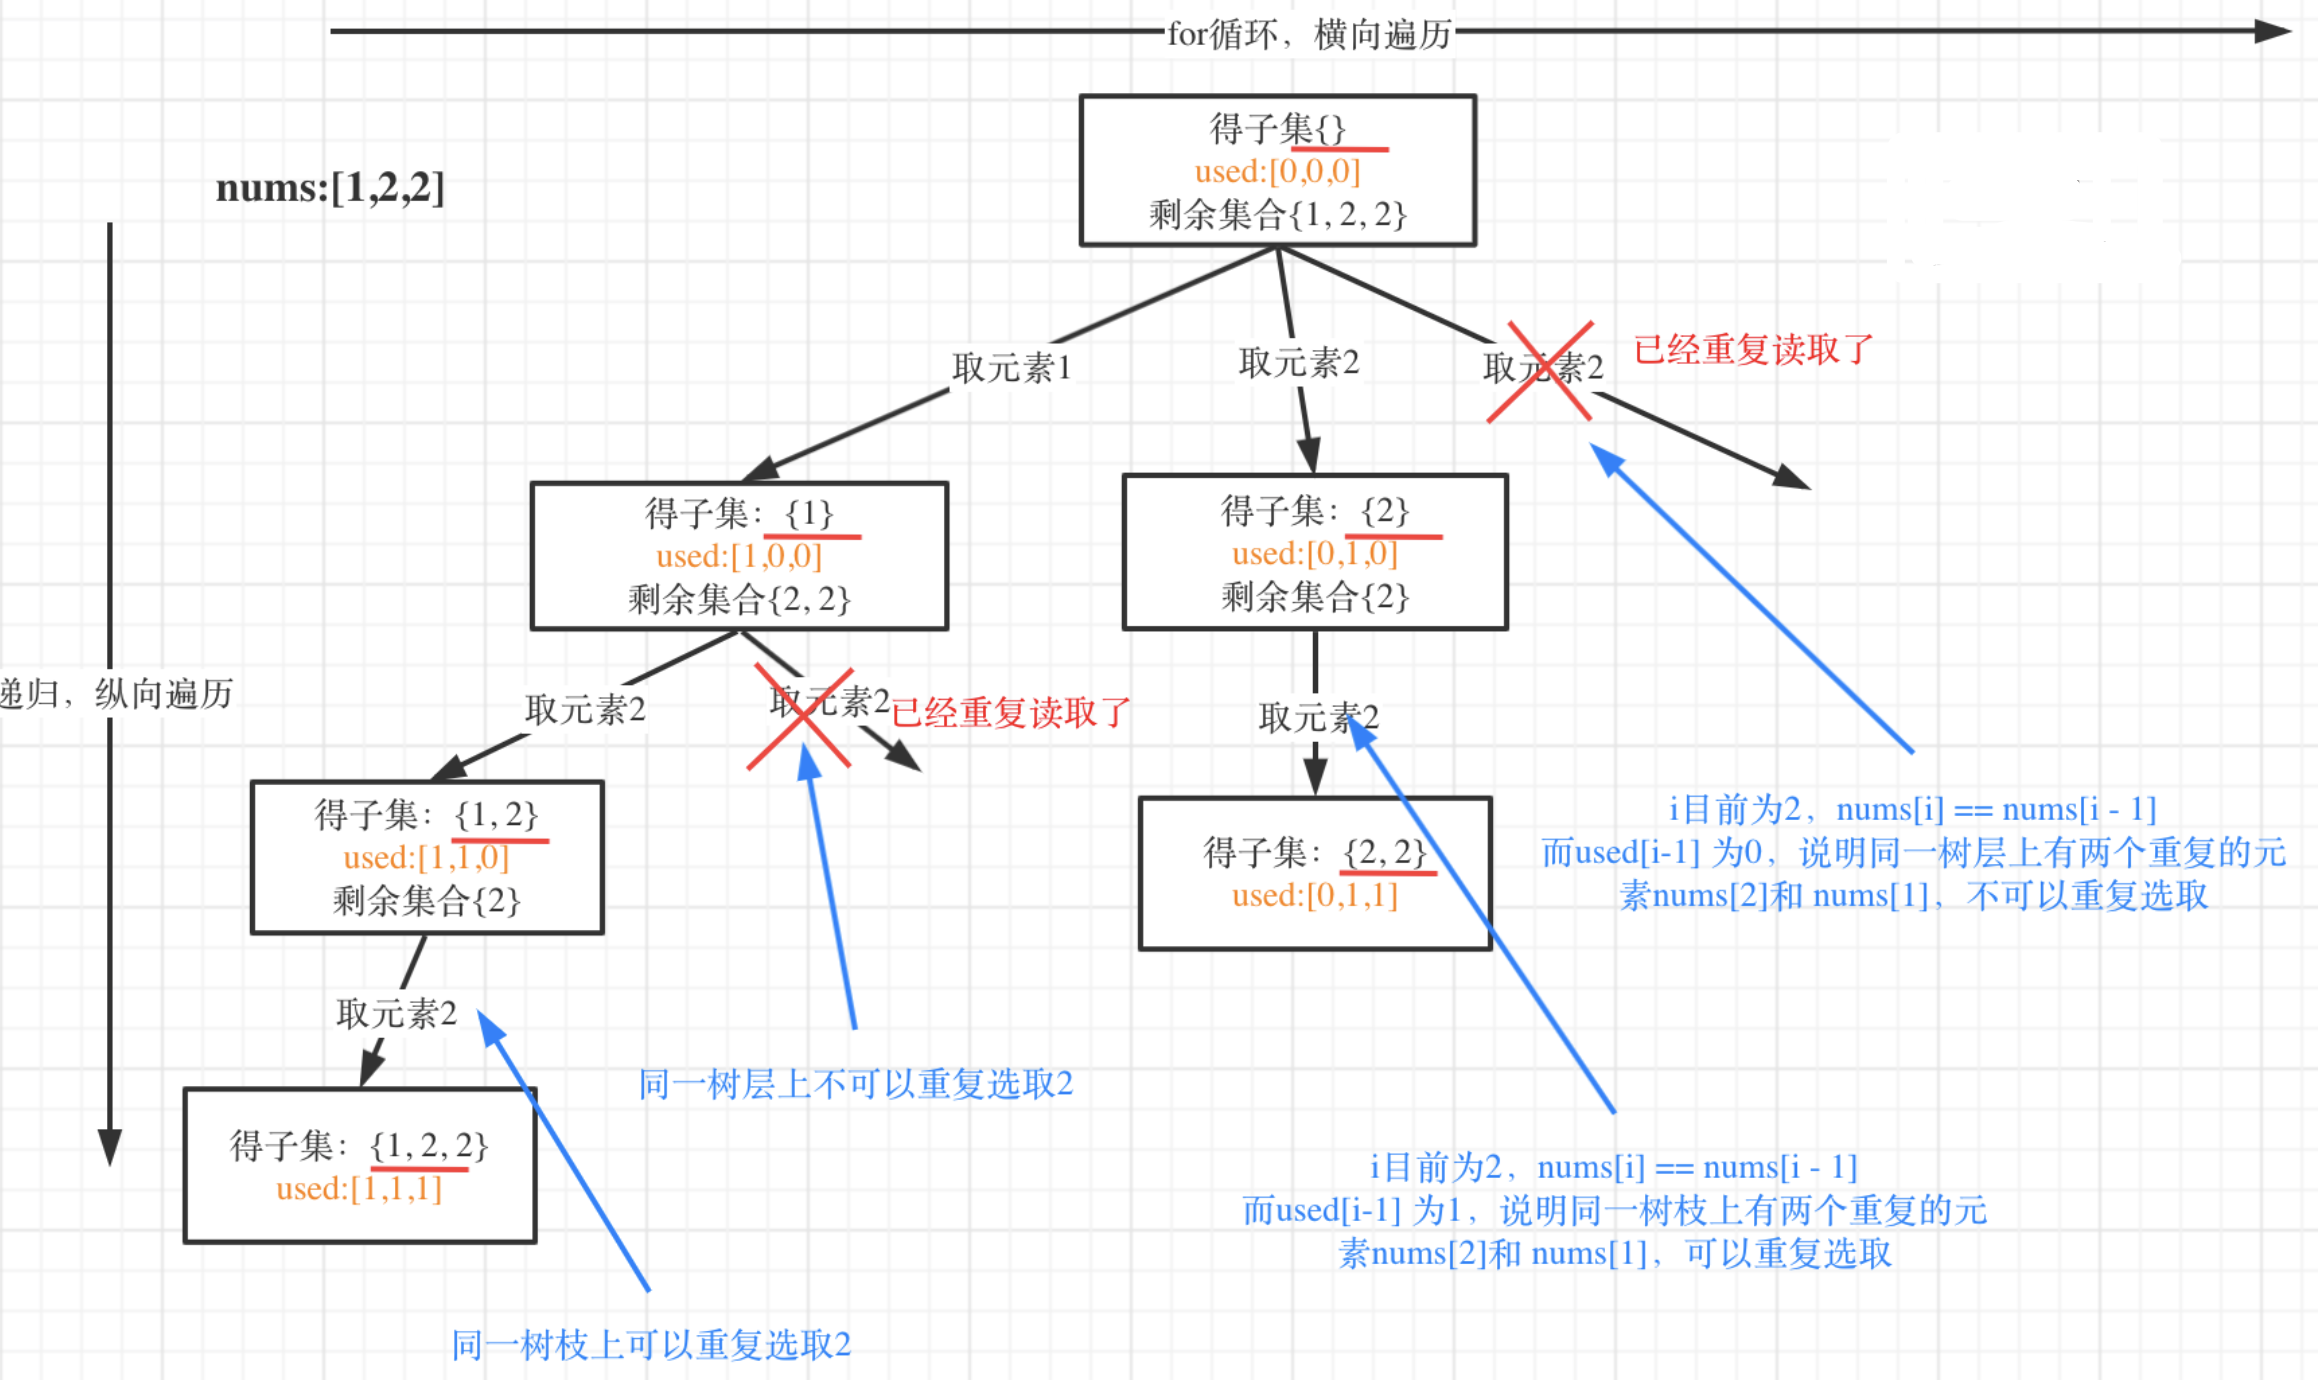 for循环，横向遍历
nums:[1,2,2]
得子集{}
used:[0,0,0]
剩余集合{1, 2, 2}
取元素1
取元素2
取元素2
已经重复读取了
得子集：{1}
used:[1,0,0]
剩余集合{2, 2}
得子集：{2}
used:[0,1,0]
剩余集合{2}
递归，纵向遍历
取元素2
取元素2
已经重复读取了
取元素2
得子集：{1, 2}
used:[1,1,0]
剩余集合{2}
得子集：{2, 2}
used:[0,1,1]
i目前为2，nums[i] == nums[i - 1]
而used[i-1] 为0，说明同一树层上有两个重复的元
素nums[2]和 nums[1]，不可以重复选取
取元素2
同一树层上不可以重复选取2
得子集：{1, 2, 2}
used:[1,1,1]
i目前为2，nums[i] == nums[i - 1]
而used[i-1] 为1，说明同一树枝上有两个重复的元
素nums[2]和 nums[1]，可以重复选取
同一树枝上可以重复选取2